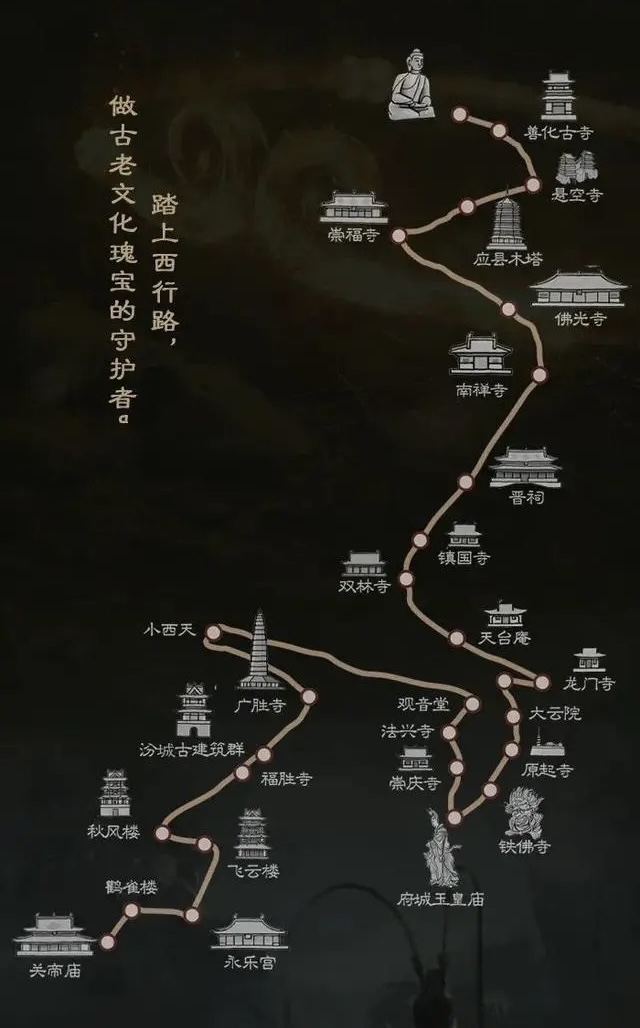 踏上西行路，
做古老文化瑰宝的守护者。
善化古寺
悬空寺
崇福寺
应县木塔
佛光寺
南禅寺
晋祠
镇国寺
双林寺
天台庵
小西天
龙门寺
广胜寺
观音堂
大云院
法兴寺
汾城古建筑群
原起寺
福胜寺
崇庆寺
秋风楼
铁佛寺
飞云楼
鹳雀楼
府城玉皇庙
关帝庙
永乐宫